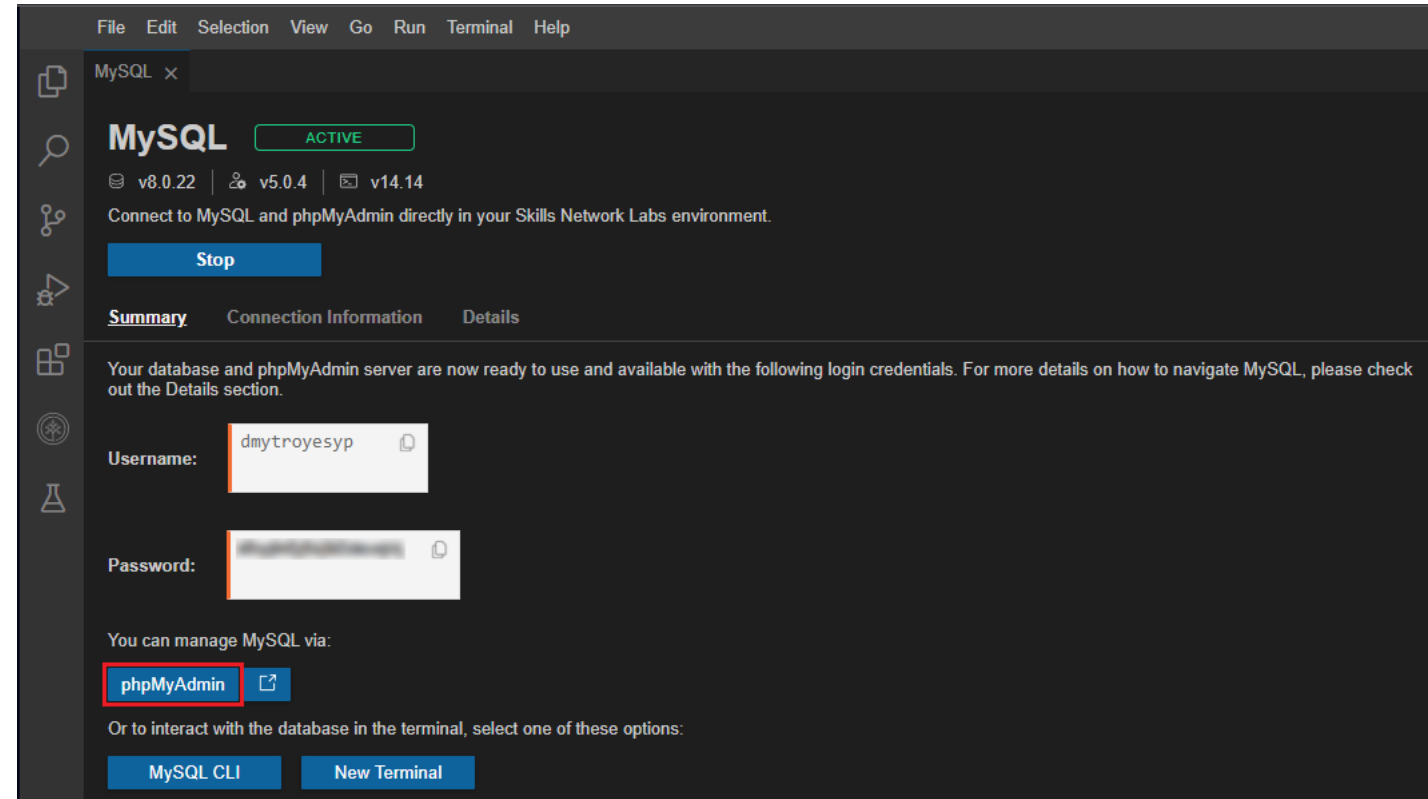 File Edit Selection View Go Run Terminal Help
MySQL
MySQL ACTIVE
v8.0.22 v5.0.4 v14.14
Connect to MySQL and phpMyAdmin directly in your Skills Network Labs environment.
Stop
Summary Connection Information Details
Your database and phpMyAdmin server are now ready to use and available with the following login credentials. For more details on how to navigate MySQL, please check
out the Details section.
Username: dmytroyesyp
Password:
You can manage MySQL via:
phpMyAdmin
Or to interact with the database in the terminal, select one of these options:
MySQL CLI New Terminal